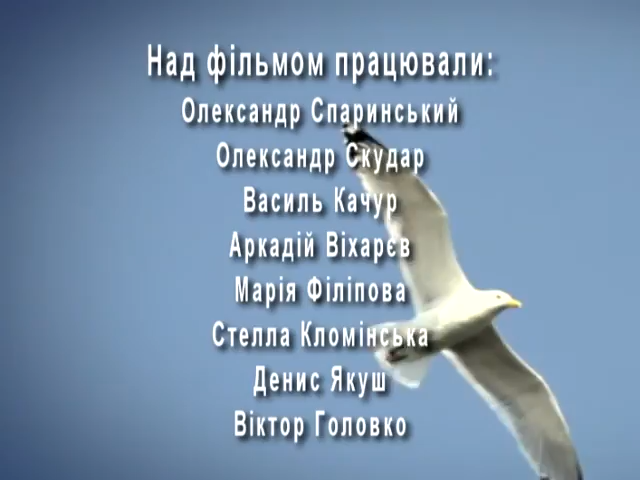 Над фільмом працювали:
Олександр Спаринський
Олександр Скудар
Василь Качур
Аркадій Віхарєв
Марія Філіпова
Стелла Кломінська
Денис Якуш
Віктор Головко